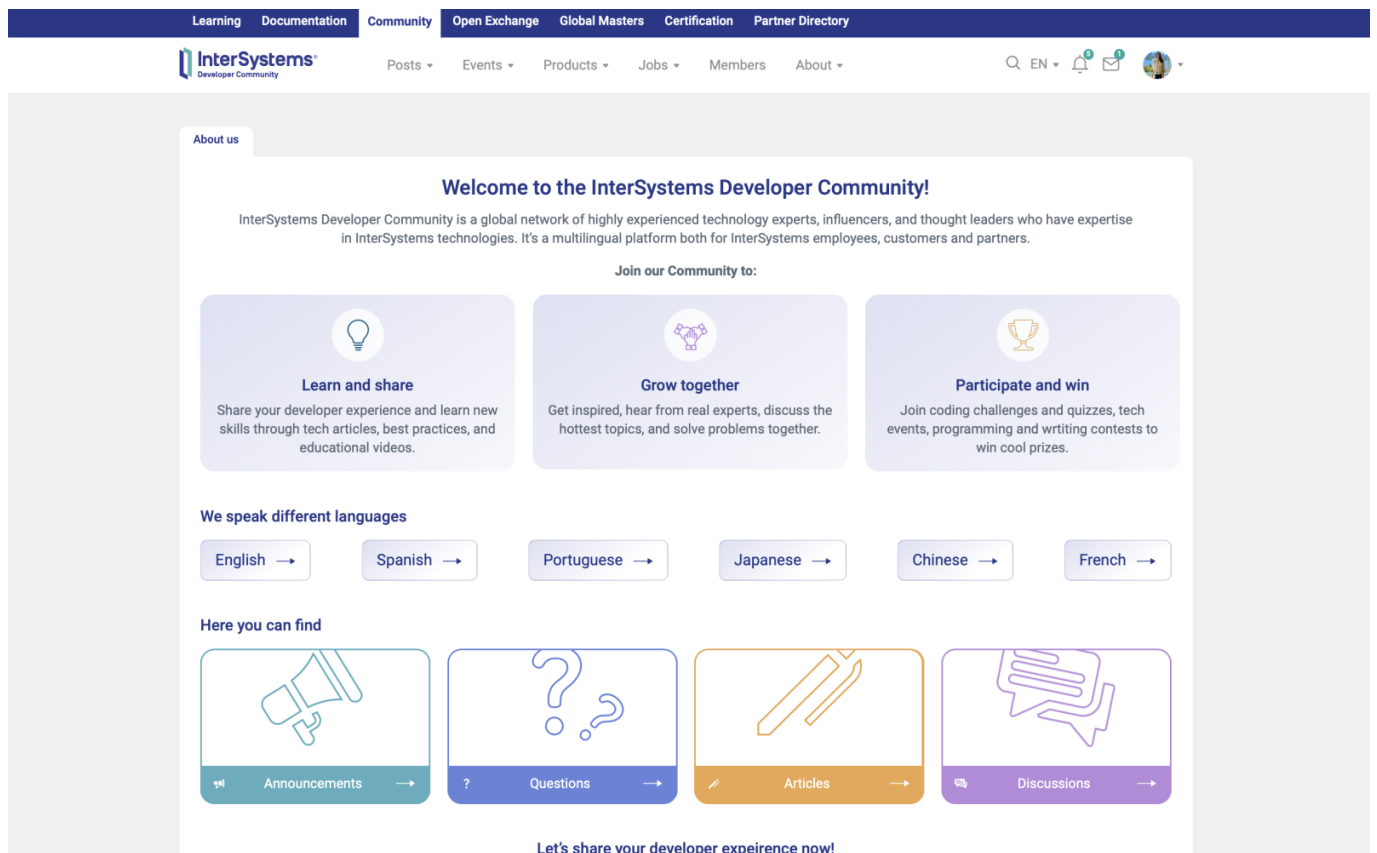 Learning Documentation Community Open Exchange Global Masters Certification Partner Directory
InterSystems®
Developer Community
Posts Events Products Jobs Members About EN 5 1
About us
Welcome to the InterSystems Developer Community!
InterSystems Developer Community is a global network of highly experienced technology experts, influencers, and thought leaders who have expertise
in InterSystems technologies. It's a multilingual platform both for InterSystems employees, customers and partners.
Join our Community to:
Learn and share
Share your developer experience and learn new
skills through tech articles, best practices, and
educational videos.
Grow together
Get inspired, hear from real experts, discuss the
hottest topics, and solve problems together.
Participate and win
Join coding challenges and quizzes, tech
events, programming and wrtiting contests to
win cool prizes.
We speak different languages
English → Spanish → Portuguese → Japanese → Chinese → French →
Here you can find
Announcements → ? Questions → Articles → Discussions →
Let's share your developer expeirence now!